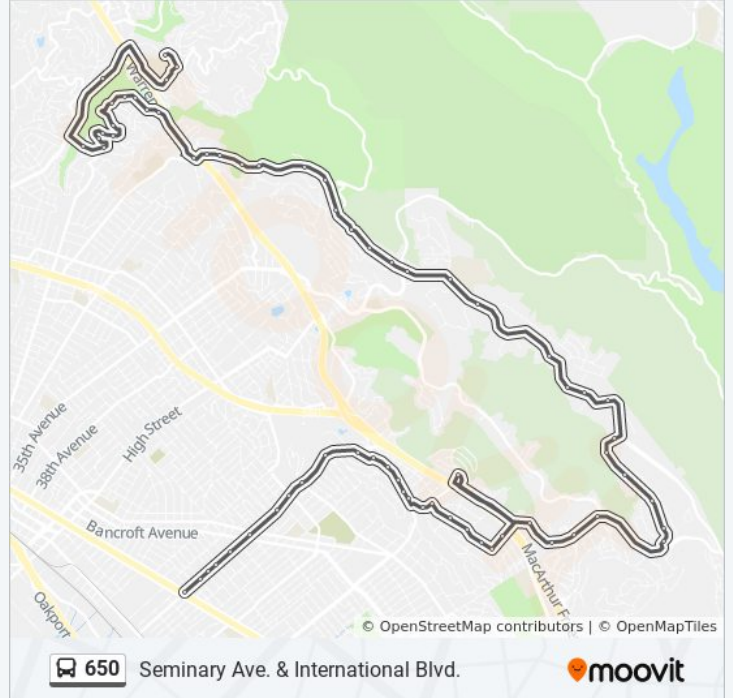 Warren
35th Avenue
38th Avenue
High Street
Bancroft Avenue
MacArthur F
Oakport
© OpenStreetMap contributors | © OpenMapTiles
650 Seminary Ave. & International Blvd.
moovit